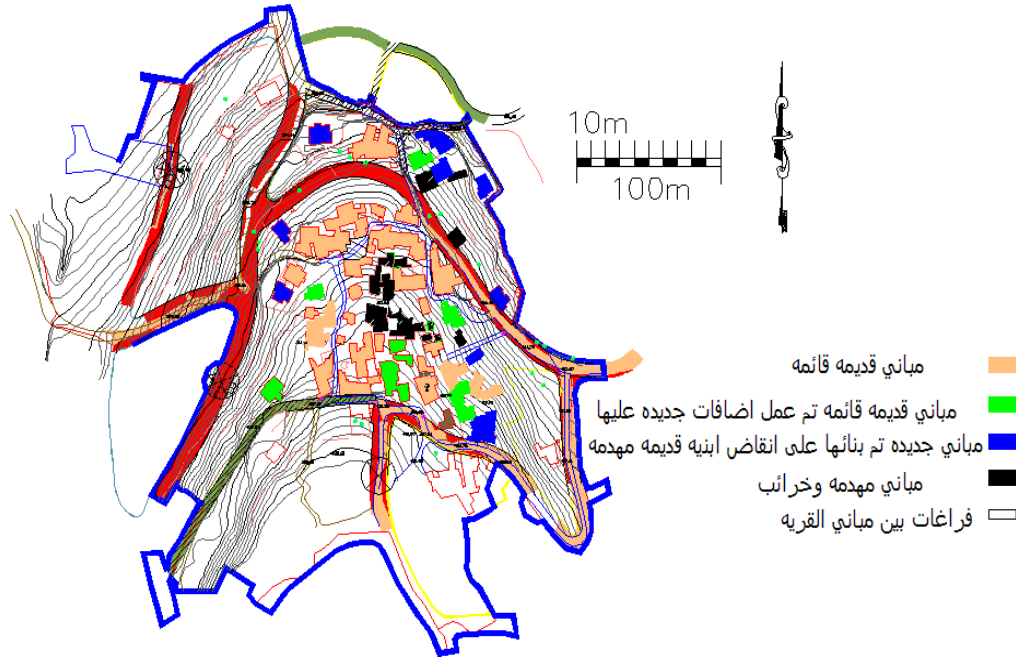 10m
100m
مباني قديمه قائمه
مباني قديمه قائمه تم عمل اضافات جديده عليها
مباني جديده تم بنائها على انقاض ابنيه قديمه مهدمه
مباني مهدمه وخرائب
فراغات بين مباني القريه